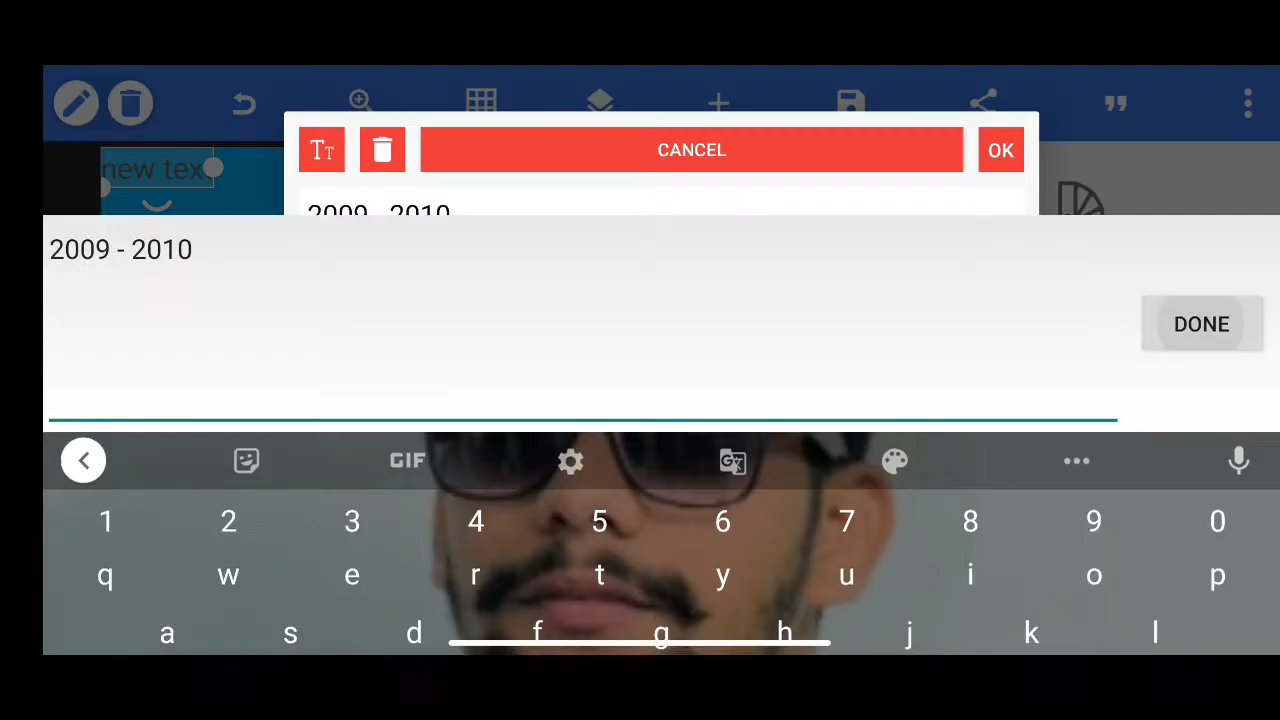 new tex
CANCEL
OK
2009 - 2010
2009 - 2010
DONE
GIF
1 2 3 4 5 6 7 8 9 0
q w e r t y u i o p
a s d f g h j k l